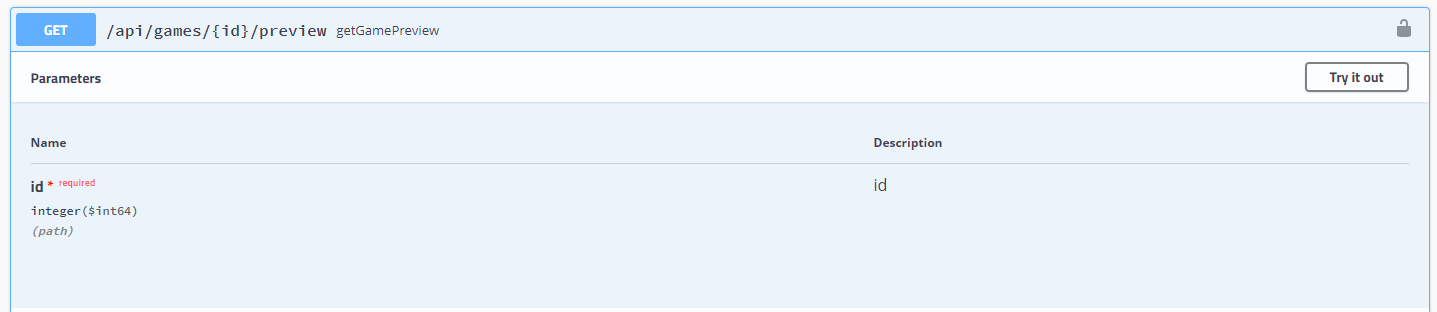 GET /api/games/{id}/preview getGamePreview
Parameters Try it out
Name Description
id * required id
integer($int64)
(path)